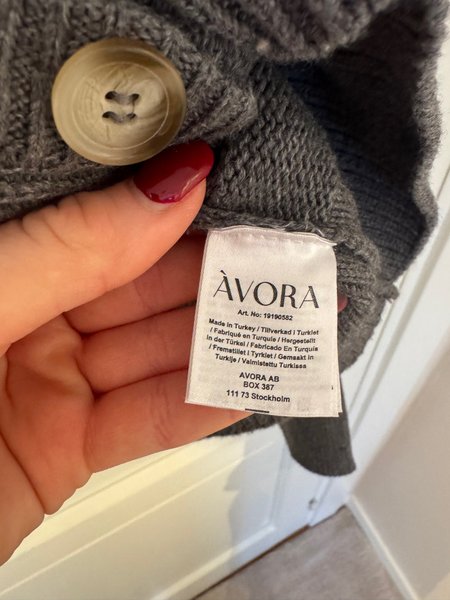 ÀVORA
Art. No: 19190582
Made in Turkey / Tillverkad i Turkiet
/ Fabriqué en Turquie / Hergestellt
in der Türkei / Fabricado En Turquia
/ Fremstillet i Tyrkiet / Gemaakt in
Turkije / Valmistettu Turkissa
AVORA AB
BOX 387
111 73 Stockholm